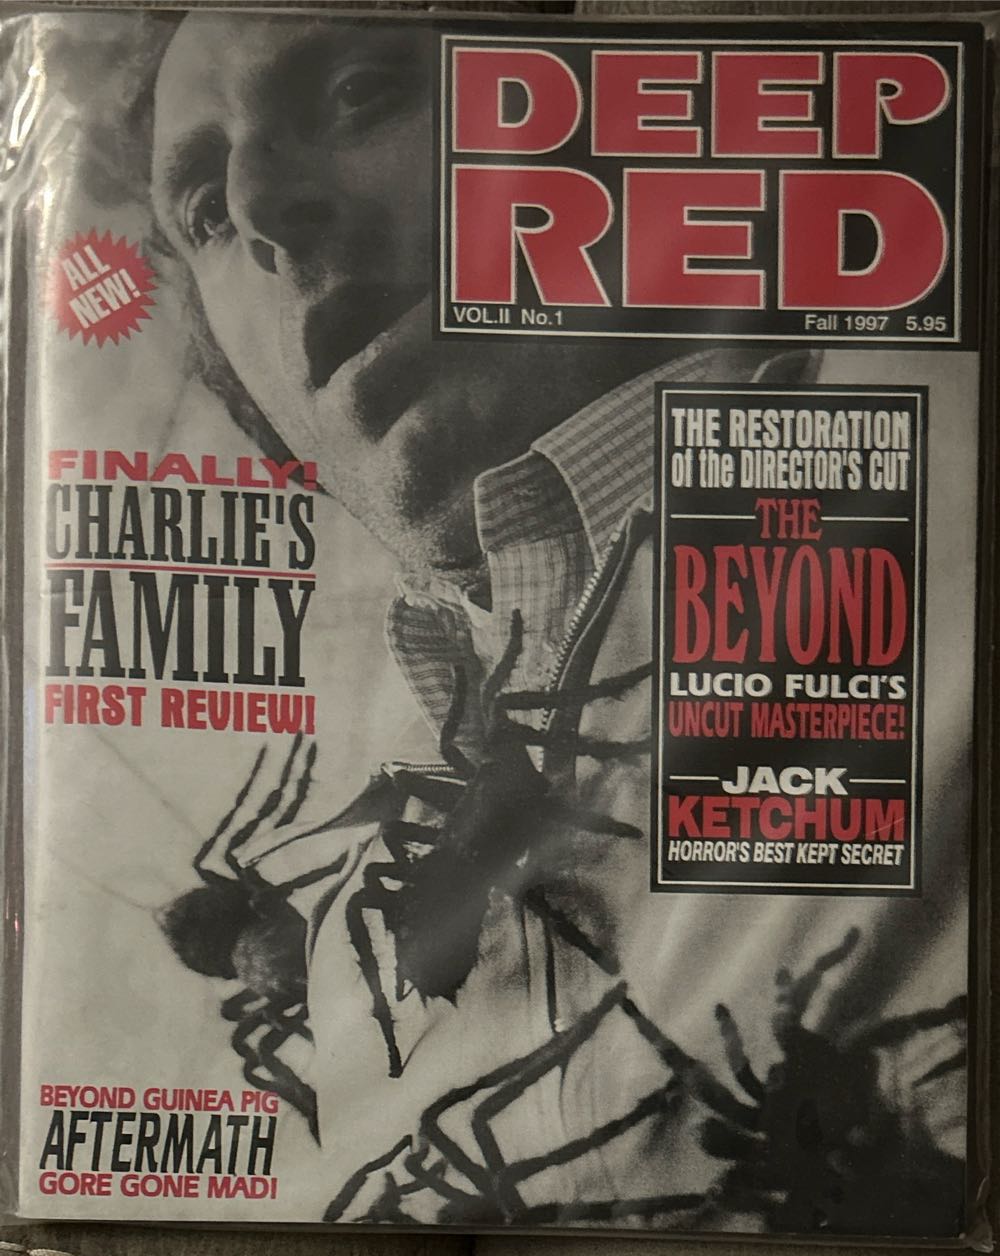 DEEP
RED
VOL.II No.1
Fall 1997 5.95
ALL
NEW!
FINALLY!
CHARLIE'S
FAMILY
FIRST REVIEW!
THE RESTORATION
of the DIRECTOR'S CUT
THE
BEYOND
LUCIO FULCI'S
UNCUT MASTERPIECE!
JACK
KETCHUM
HORROR'S BEST KEPT SECRET
BEYOND GUINEA PIG
AFTERMATH
GORE GONE MAD!